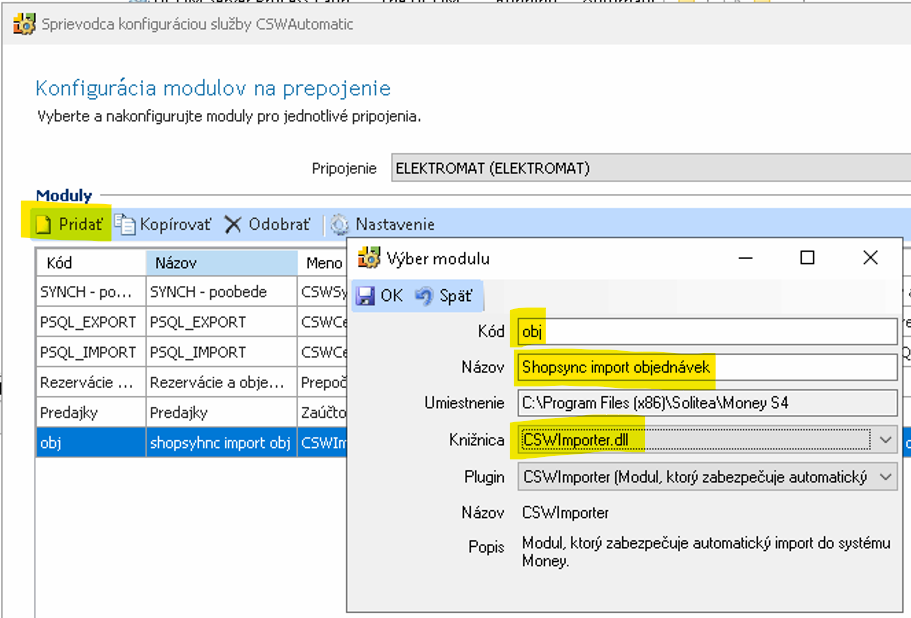 Sprievodca konfiguráciou služby CSWAutomatic
Konfigurácia modulov na prepojenie
Vyberte a nakonfigurujte moduly pro jednotlivé pripojenia.
Pripojenie ELEKTROMAT (ELEKTROMAT)
Moduly
Pridať Kopírovať Odobrať Nastavenie
Kód Názov Meno
SYNCH - poo... SYNCH - poobede CSWSy
PSQL_EXPORT PSQL_EXPORT CSWCe
PSQL_IMPORT PSQL_IMPORT CSWCe
Rezervácie ... Rezervácie a obje... Prepoč
Predajky Predajky Zaúčto
obj shopsyhnc import obj CSWIm
Výber modulu
OK Späť
Kód obj
Názov Shopsync import objednávek
Umiestnenie C:\Program Files (x86)\Solitea\Money S4
Knižnica CSWImporter.dll
Plugin CSWImporter (Modul, ktorý zabezpečuje automatický
Názov CSWImporter
Popis Modul, ktorý zabezpečuje automatický import do systému
Money.